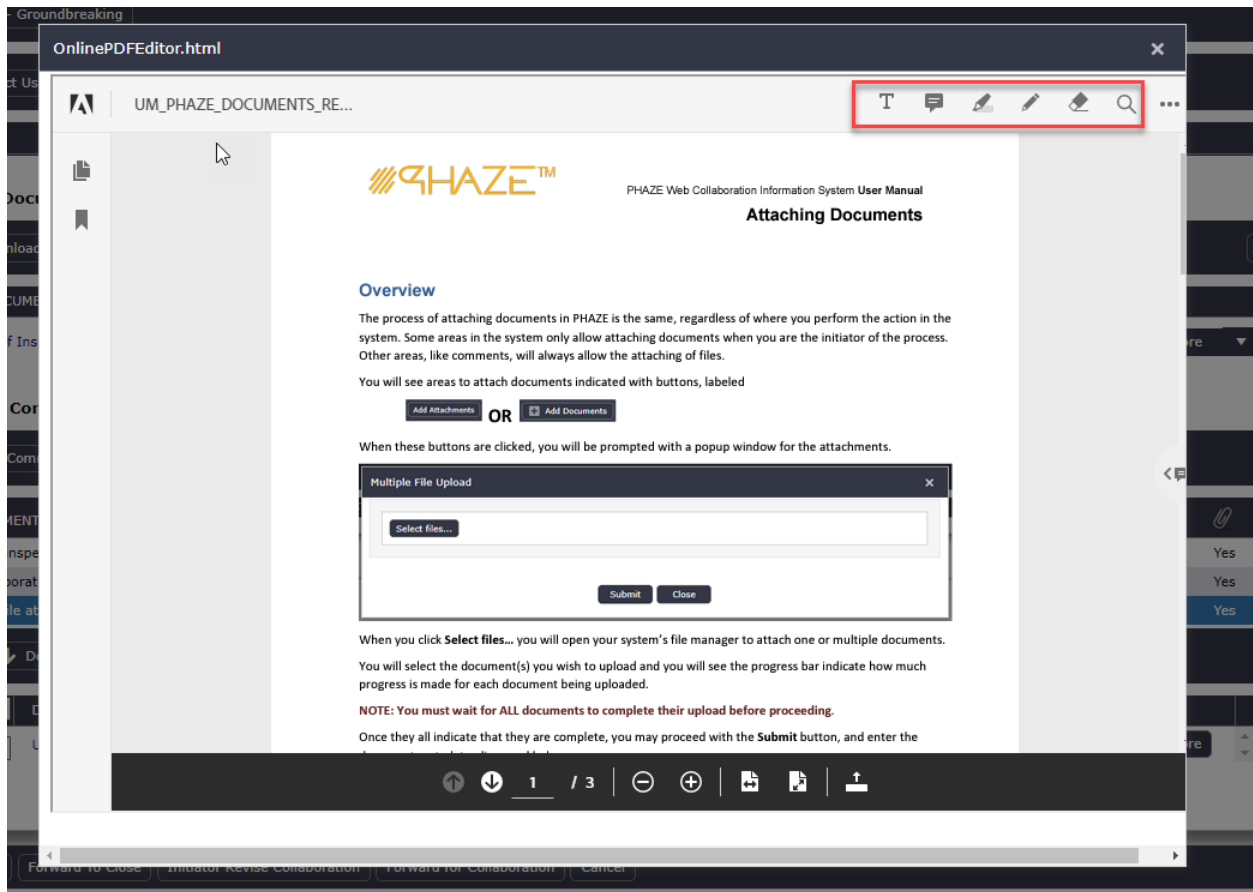 - Groundbreaking
OnlinePDFEditor.html
UM_PHAZE_DOCUMENTS_RE...
PHAZE™
PHAZE Web Collaboration Information System User Manual
Attaching Documents
Overview
The process of attaching documents in PHAZE is the same, regardless of where you perform the action in the
system. Some areas in the system only allow attaching documents when you are the initiator of the process.
Other areas, like comments, will always allow the attaching of files.
You will see areas to attach documents indicated with buttons, labeled
Add Attachments OR Add Documents
When these buttons are clicked, you will be prompted with a popup window for the attachments.
Multiple File Upload
Select files...
Submit Close
When you click Select files... you will open your system's file manager to attach one or multiple documents.
You will select the document(s) you wish to upload and you will see the progress bar indicate how much
progress is made for each document being uploaded.
NOTE: You must wait for ALL documents to complete their upload before proceeding.
Once they all indicate that they are complete, you may proceed with the Submit button, and enter the
1 / 3
Yes
Yes
Yes
Forward To Close Initiator Revise Collaboration Forward for Collaboration Cancel